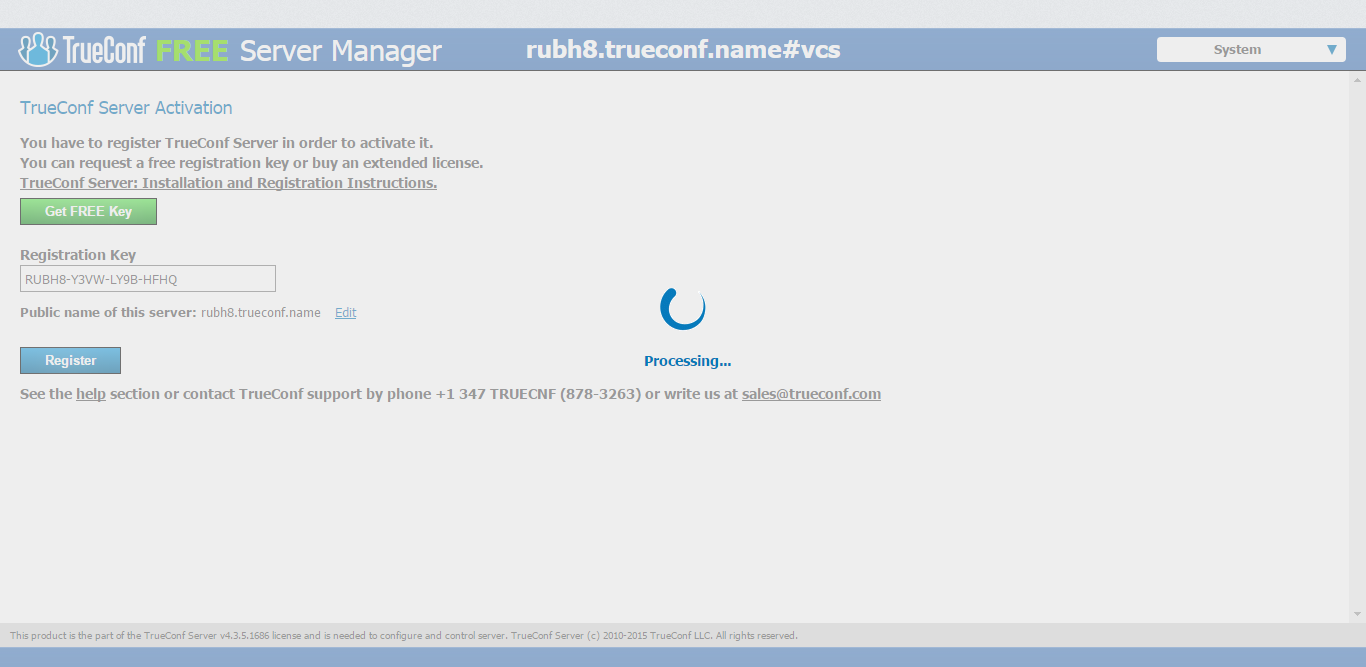 TrueConf FREE Server Manager
rubh8.trueconf.name#vcs
System
TrueConf Server Activation
You have to register TrueConf Server in order to activate it.
You can request a free registration key or buy an extended license.
TrueConf Server: Installation and Registration Instructions.
Get FREE Key
Registration Key
RUBH8-Y3VW-LY9B-HFHQ
Public name of this server: rubh8.trueconf.name Edit
Register
Processing...
See the help section or contact TrueConf support by phone +1 347 TRUECNF (878-3263) or write us at sales@trueconf.com
This product is the part of the TrueConf Server v4.3.5.1686 license and is needed to configure and control server. TrueConf Server (c) 2010-2015 TrueConf LLC. All rights reserved.